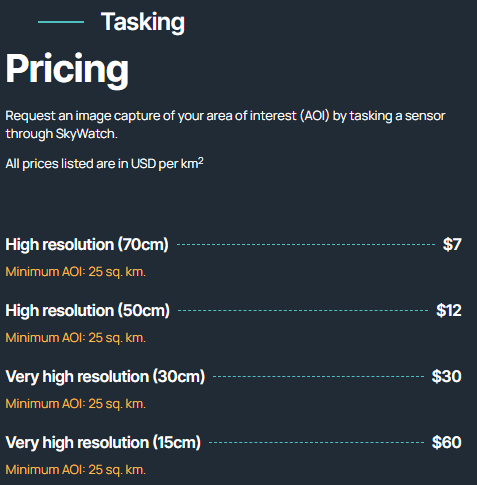 Tasking
Pricing
Request an image capture of your area of interest (AOI) by tasking a sensor
through SkyWatch.
All prices listed are in USD per km²
High resolution (70cm) $7
Minimum AOI: 25 sq. km.
High resolution (50cm) $12
Minimum AOI: 25 sq. km.
Very high resolution (30cm) $30
Minimum AOI: 25 sq. km.
Very high resolution (15cm) $60
Minimum AOI: 25 sq. km.